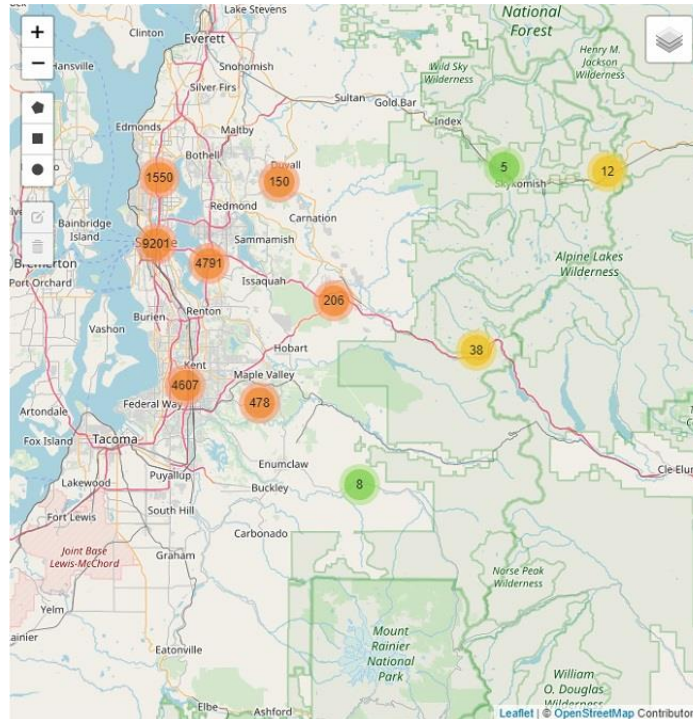 Lake Stevens
Clinton
Everett
National
Forest
+
−
Hansville
Snohomish
Silver Firs
Wild Sky
Wilderness
Henry M.
Jackson
Wilderness
Sultan
Gold Bar
Index
Edmonds
Maltby
Bothell
Duvall
1550
150
5
12
Skykomish
Redmond
Carnation
Bainbridge
Island
9201
Sammamish
4791
Alpine Lakes
Wilderness
Bremerton
Port Orchard
Issaquah
206
Burien
Renton
Vashon
Hobart
38
Kent
4607
Maple Valley
Federal Way
478
Artondale
Fox Island
Tacoma
Enumclaw
Puyallup
8
Cle Elum
Lakewood
Buckley
Fort Lewis
South Hill
Carbonado
Joint Base
Lewis-McChord
Graham
Norse Peak
Wilderness
Yelm
ainier
Mount
Rainier
National
Park
Eatonville
William
O. Douglas
Wilderness
Elbe
Ashford
Leaflet | © OpenStreetMap Contributor